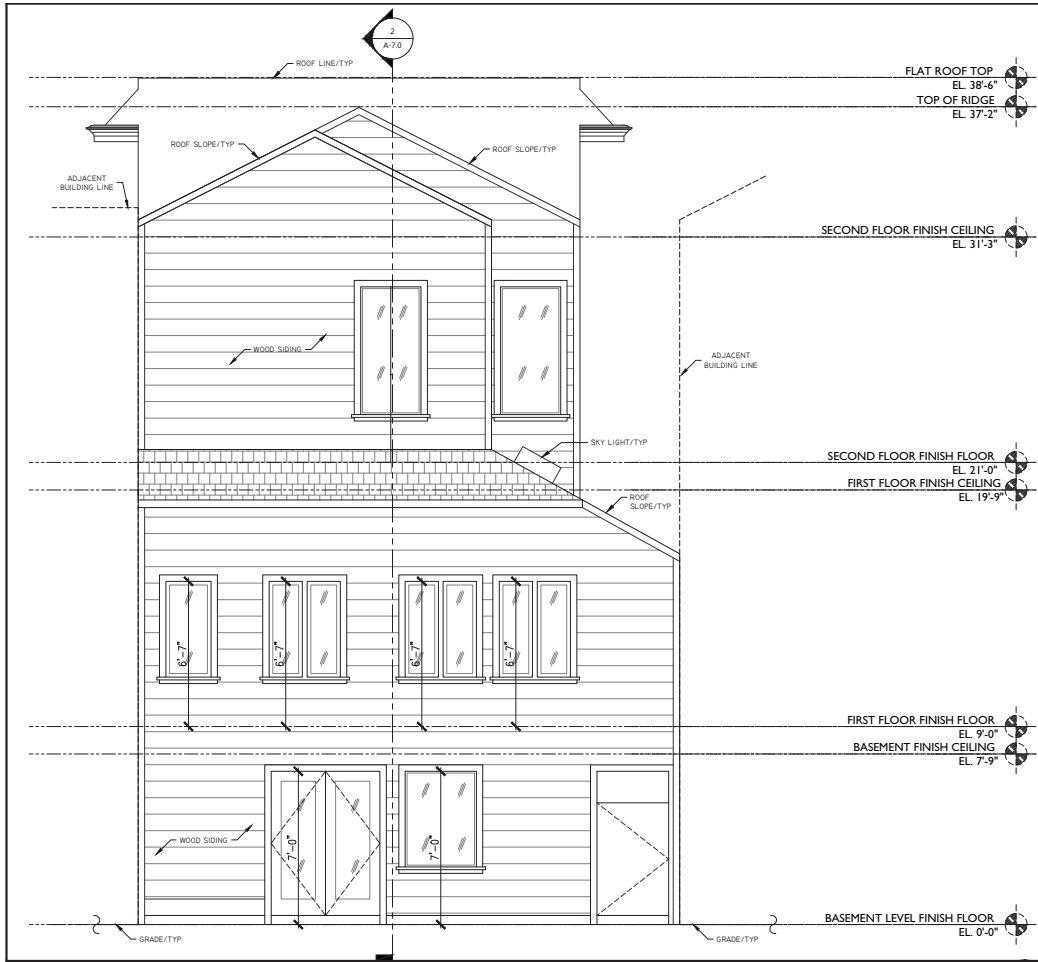 2
A-7.0
ROOF LINE/TYP
FLAT ROOF TOP
EL. 38'-6"
TOP OF RIDGE
EL. 37'-2"
ROOF SLOPE/TYP
ROOF SLOPE/TYP
ADJACENT
BUILDING LINE
SECOND FLOOR FINISH CEILING
EL. 31'-3"
WOOD SIDING
ADJACENT
BUILDING LINE
SKY LIGHT/TYP
SECOND FLOOR FINISH FLOOR
EL. 21'-0"
FIRST FLOOR FINISH CEILING
EL. 19'-9"
ROOF
SLOPE/TYP
6'-7"
6'-7"
6'-7"
6'-7"
FIRST FLOOR FINISH FLOOR
EL. 9'-0"
BASEMENT FINISH CEILING
EL. 7'-9"
WOOD SIDING
7'-0"
7'-0"
BASEMENT LEVEL FINISH FLOOR
EL. 0'-0"
GRADE/TYP
GRADE/TYP